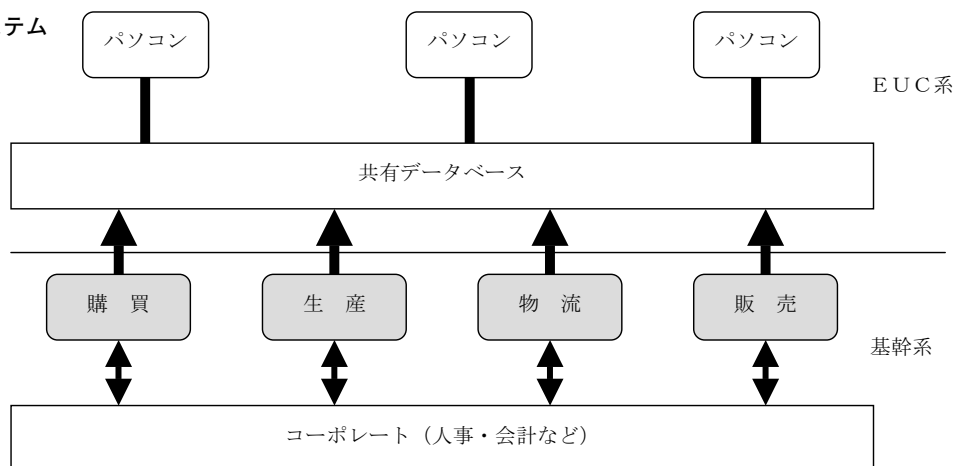 テム
パソコン
パソコン
パソコン
ＥＵＣ系
共有データベース
購　買
生　産
物　流
販　売
基幹系
コーポレート（人事・会計など）